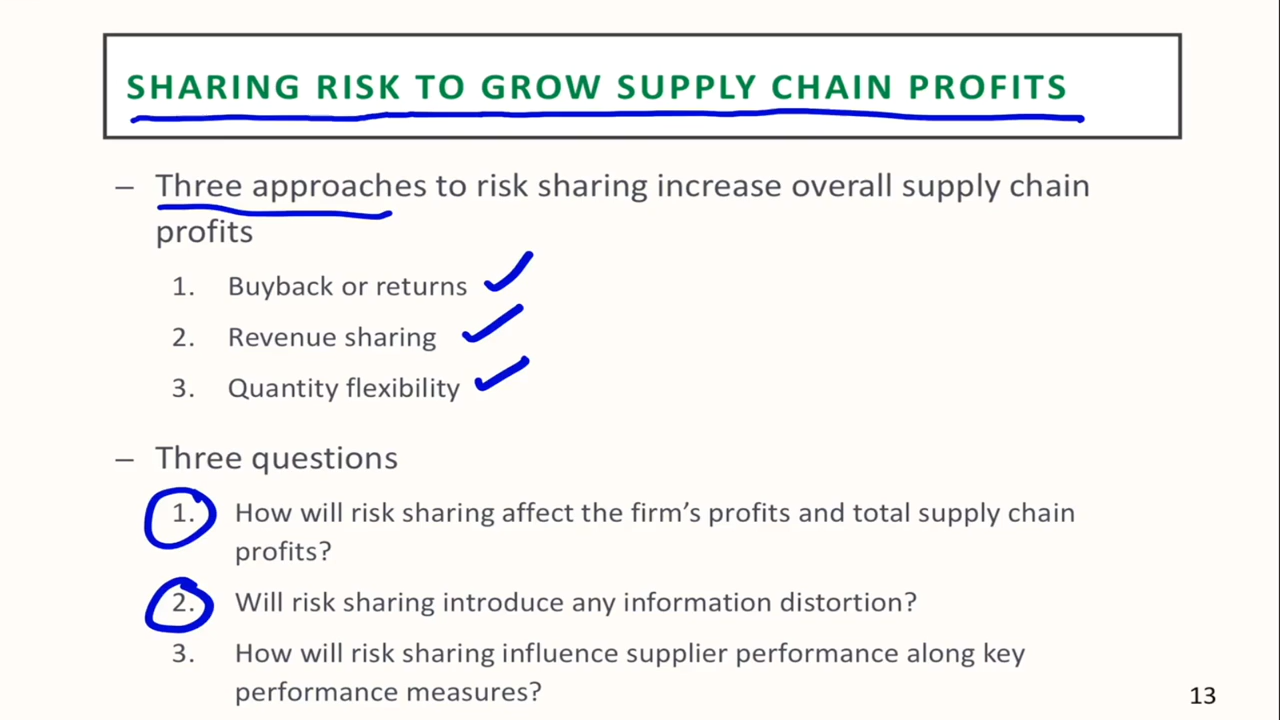 SHARING RISK TO GROW SUPPLY CHAIN PROFITS
– Three approaches to risk sharing increase overall supply chain
profits
1. Buyback or returns
2. Revenue sharing
3. Quantity flexibility
– Three questions
1. How will risk sharing affect the firm’s profits and total supply chain
profits?
2. Will risk sharing introduce any information distortion?
3. How will risk sharing influence supplier performance along key
performance measures?
13